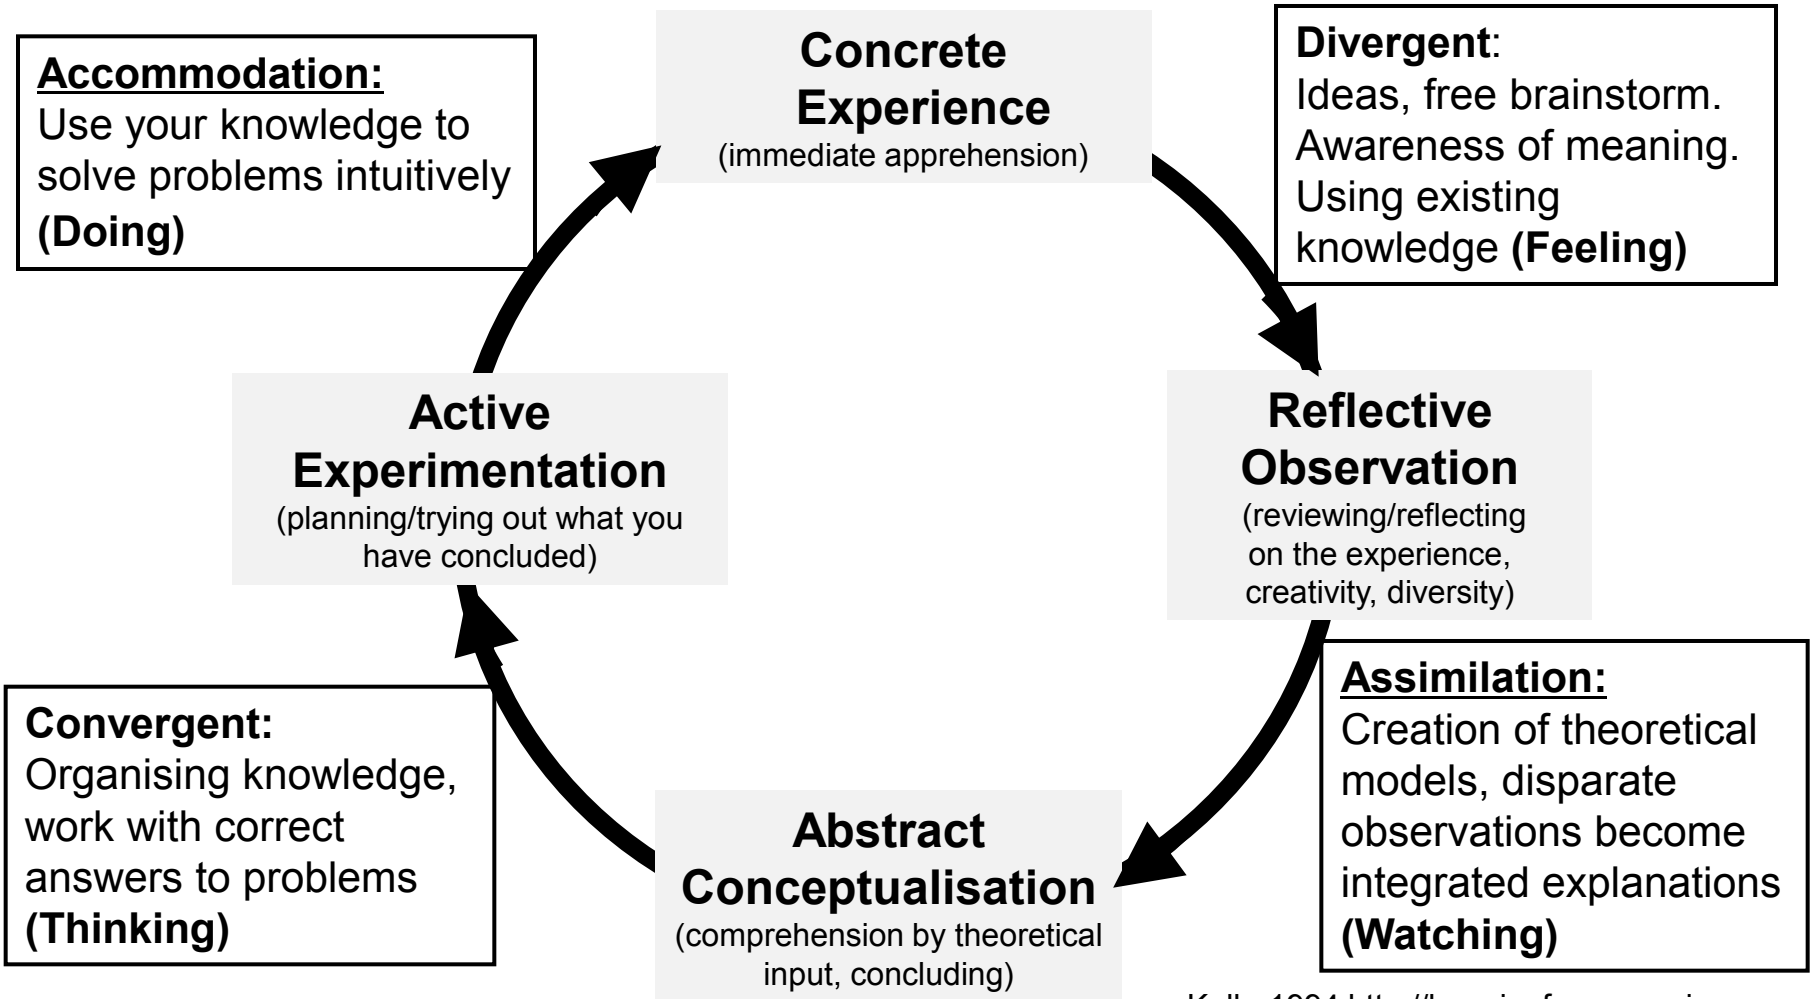 Concrete
Experience
(immediate apprehension)
Divergent:
Ideas, free brainstorm.
Awareness of meaning.
Using existing
knowledge (Feeling)
Reflective
Observation
(reviewing/reflecting
on the experience,
creativity, diversity)
Assimilation:
Creation of theoretical
models, disparate
observations become
integrated explanations
(Watching)
Abstract
Conceptualisation
(comprehension by theoretical
input, concluding)
Convergent:
Organising knowledge,
work with correct
answers to problems
(Thinking)
Active
Experimentation
(planning/trying out what you
have concluded)
Accommodation:
Use your knowledge to
solve problems intuitively
(Doing)